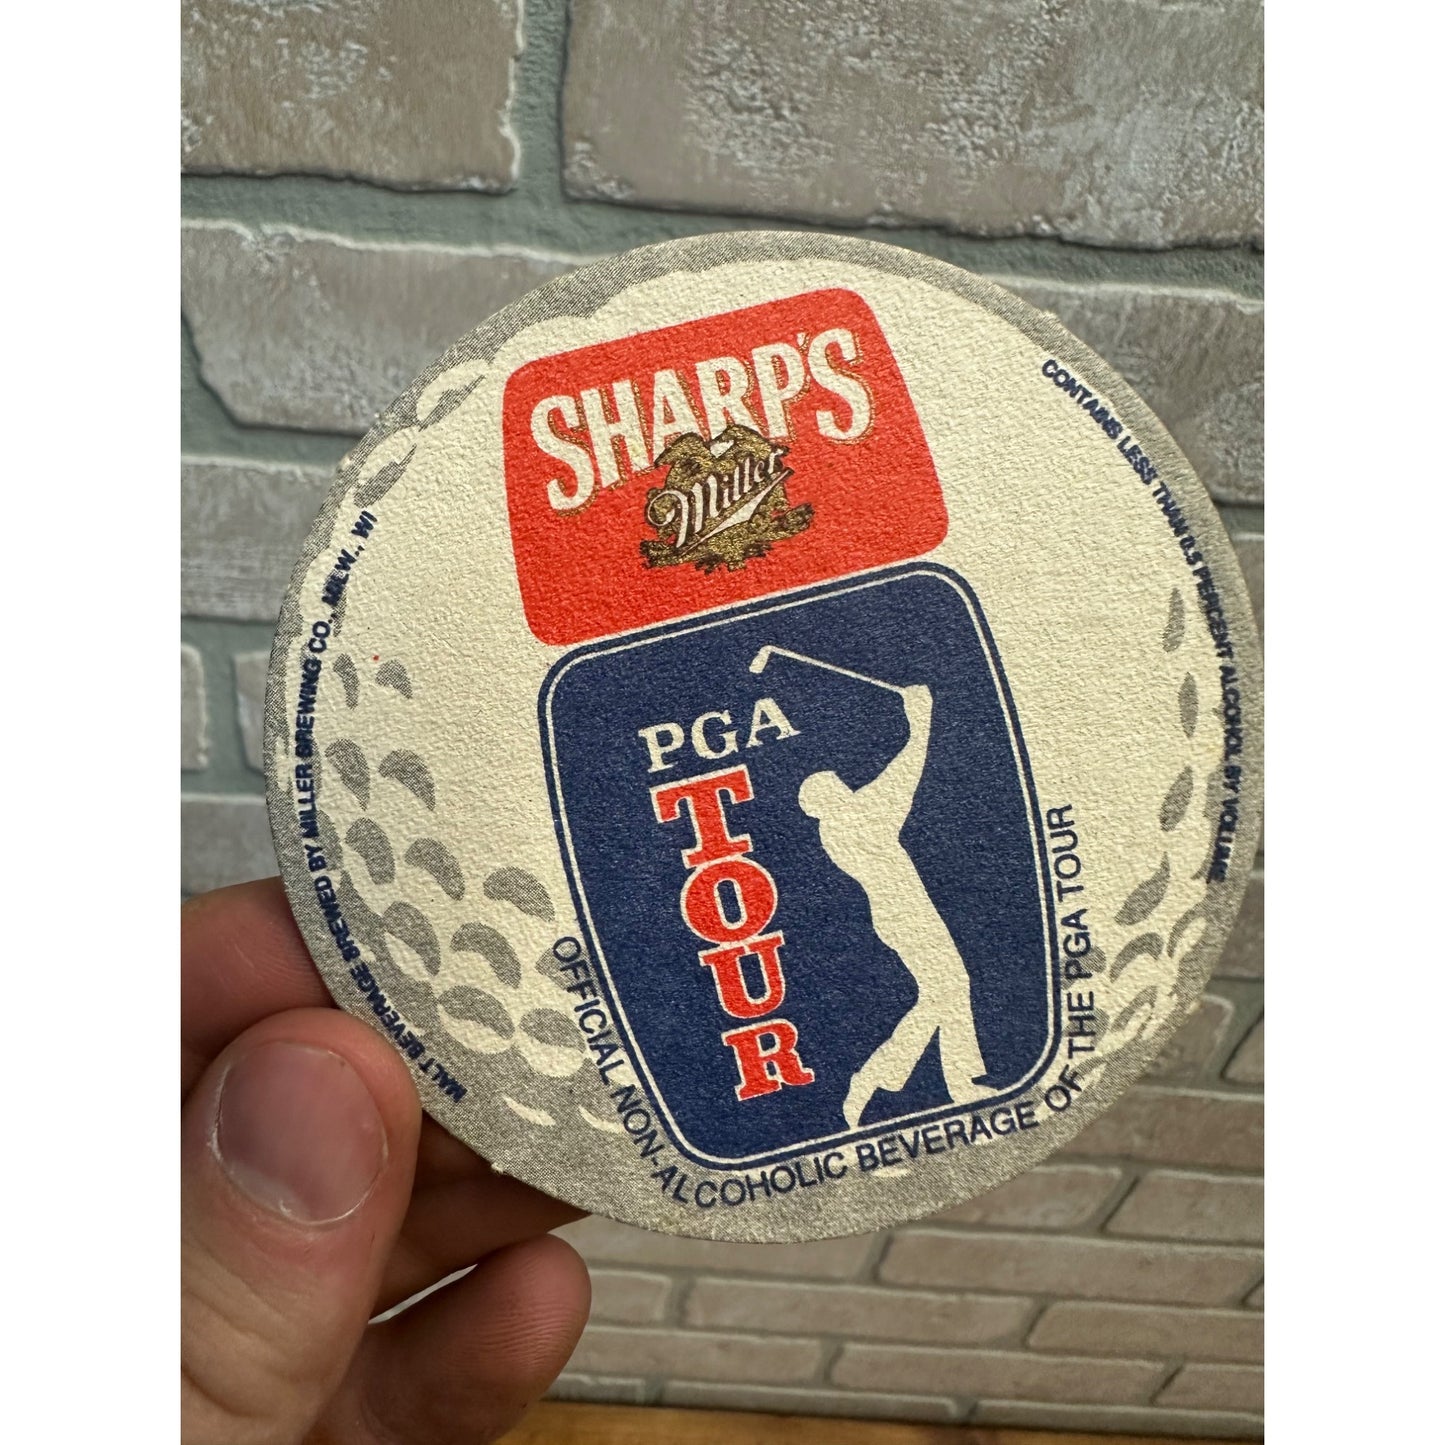 SHARP'S
Miller
PGA
TOUR
OFFICIAL NON-ALCOHOLIC BEVERAGE OF THE PGA TOUR
MALT BEVERAGE BREWED BY MILLER BREWING CO., MILW., WI
CONTAINS LESS THAN 0.5 PERCENT ALCOHOL BY VOLUME